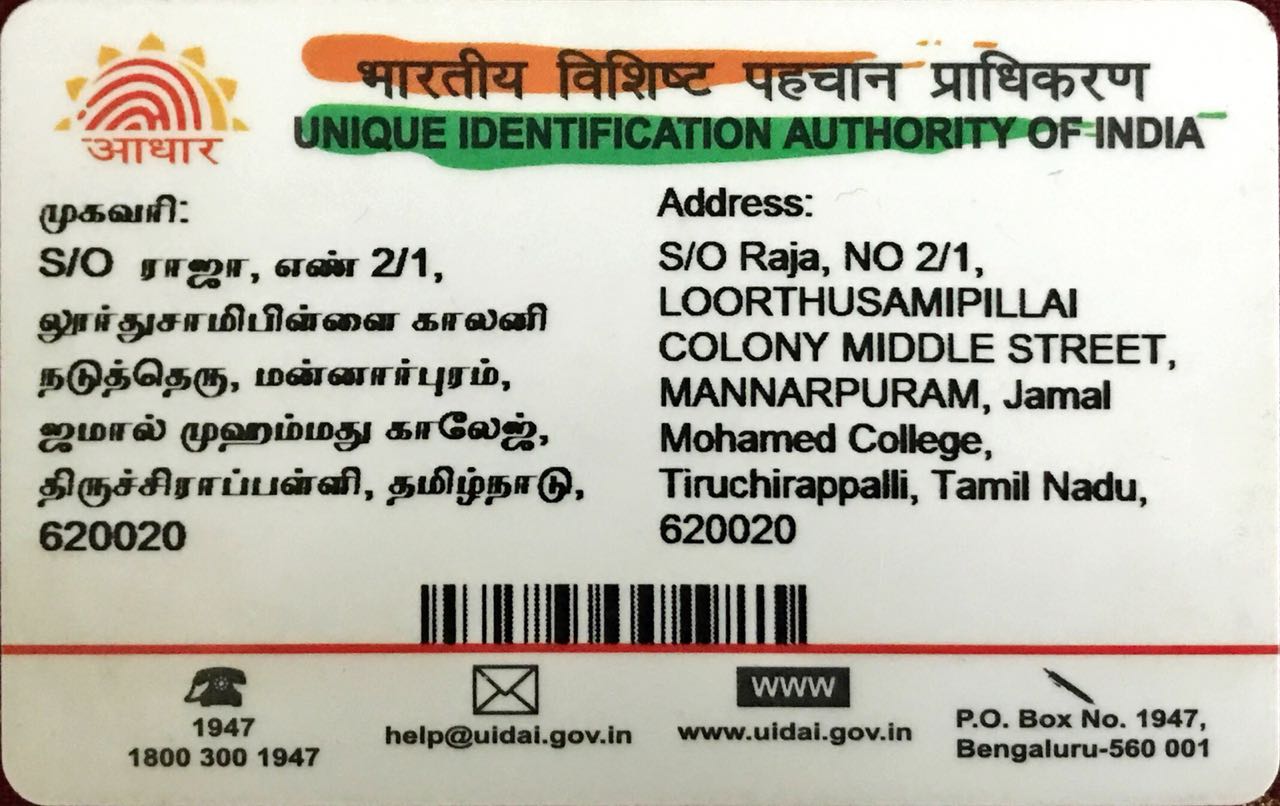 भारतीय विशिष्ट पहचान प्राधिकरण
UNIQUE IDENTIFICATION AUTHORITY OF INDIA
आधार
முகவரி:
S/O ராஜா, எண் 2/1,
லூர்துசாமிபிள்ளை காலனி
நடுத்தெரு, மன்னார்புரம்,
ஜமால் முஹம்மது காலேஜ்,
திருச்சிராப்பள்ளி, தமிழ்நாடு,
620020
Address:
S/O Raja, NO 2/1,
LOORTHUSAMIPILLAI
COLONY MIDDLE STREET,
MANNARPURAM, Jamal
Mohamed College,
Tiruchirappalli, Tamil Nadu,
620020
1947
1800 300 1947
help@uidai.gov.in
WWW
www.uidai.gov.in
P.O. Box No. 1947,
Bengaluru-560 001